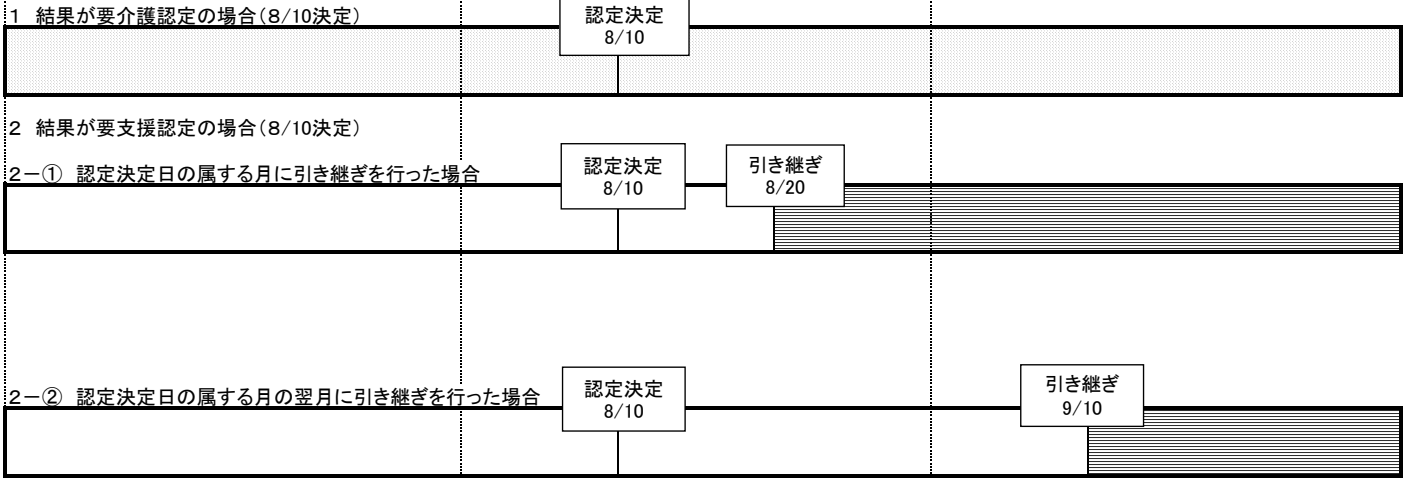 1　結果が要介護認定の場合（８/10決定）
認定決定
8/10
2　結果が要支援認定の場合（８/10決定）
２－①　認定決定日の属する月に引き継ぎを行った場合
認定決定
8/10
引き継ぎ
8/20
２－②　認定決定日の属する月の翌月に引き継ぎを行った場合
認定決定
8/10
引き継ぎ
9/10